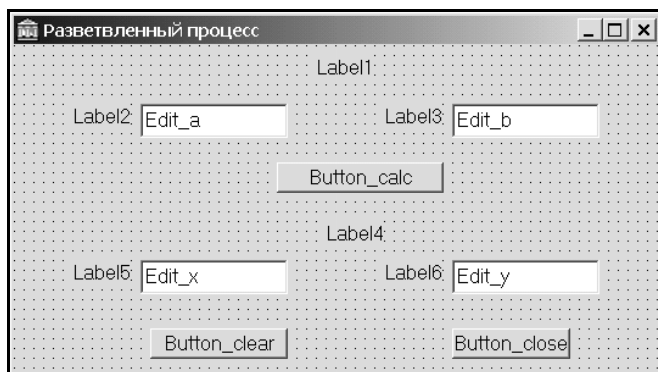 Разветвленный процесс
Label1
Label2 Edit_a Label3 Edit_b
Button_calc
Label4
Label5 Edit_x Label6 Edit_y
Button_clear Button_close